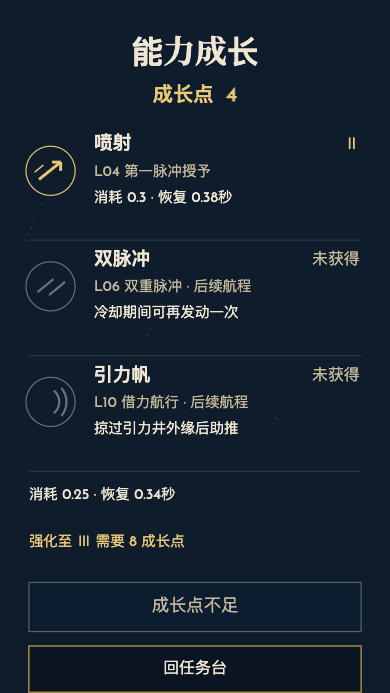 能力成长
成长点 4
喷射 II
L04 第一脉冲授予
消耗 0.3 · 恢复 0.38秒
双脉冲 未获得
L06 双重脉冲 · 后续航程
冷却期间可再发动一次
引力帆 未获得
L10 借力航行 · 后续航程
掠过引力井外缘后助推
消耗 0.25 · 恢复 0.34秒
强化至 III 需要 8 成长点
成长点不足
回任务台